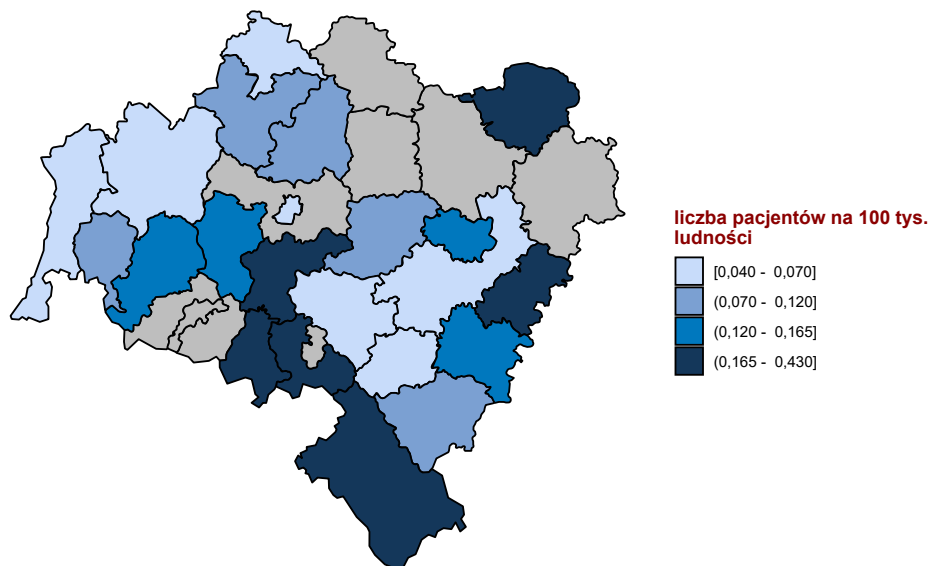 liczba pacjentów na 100 tys.
ludności
[0,040 - 0,070]
(0,070 - 0,120]
(0,120 - 0,165]
(0,165 - 0,430]